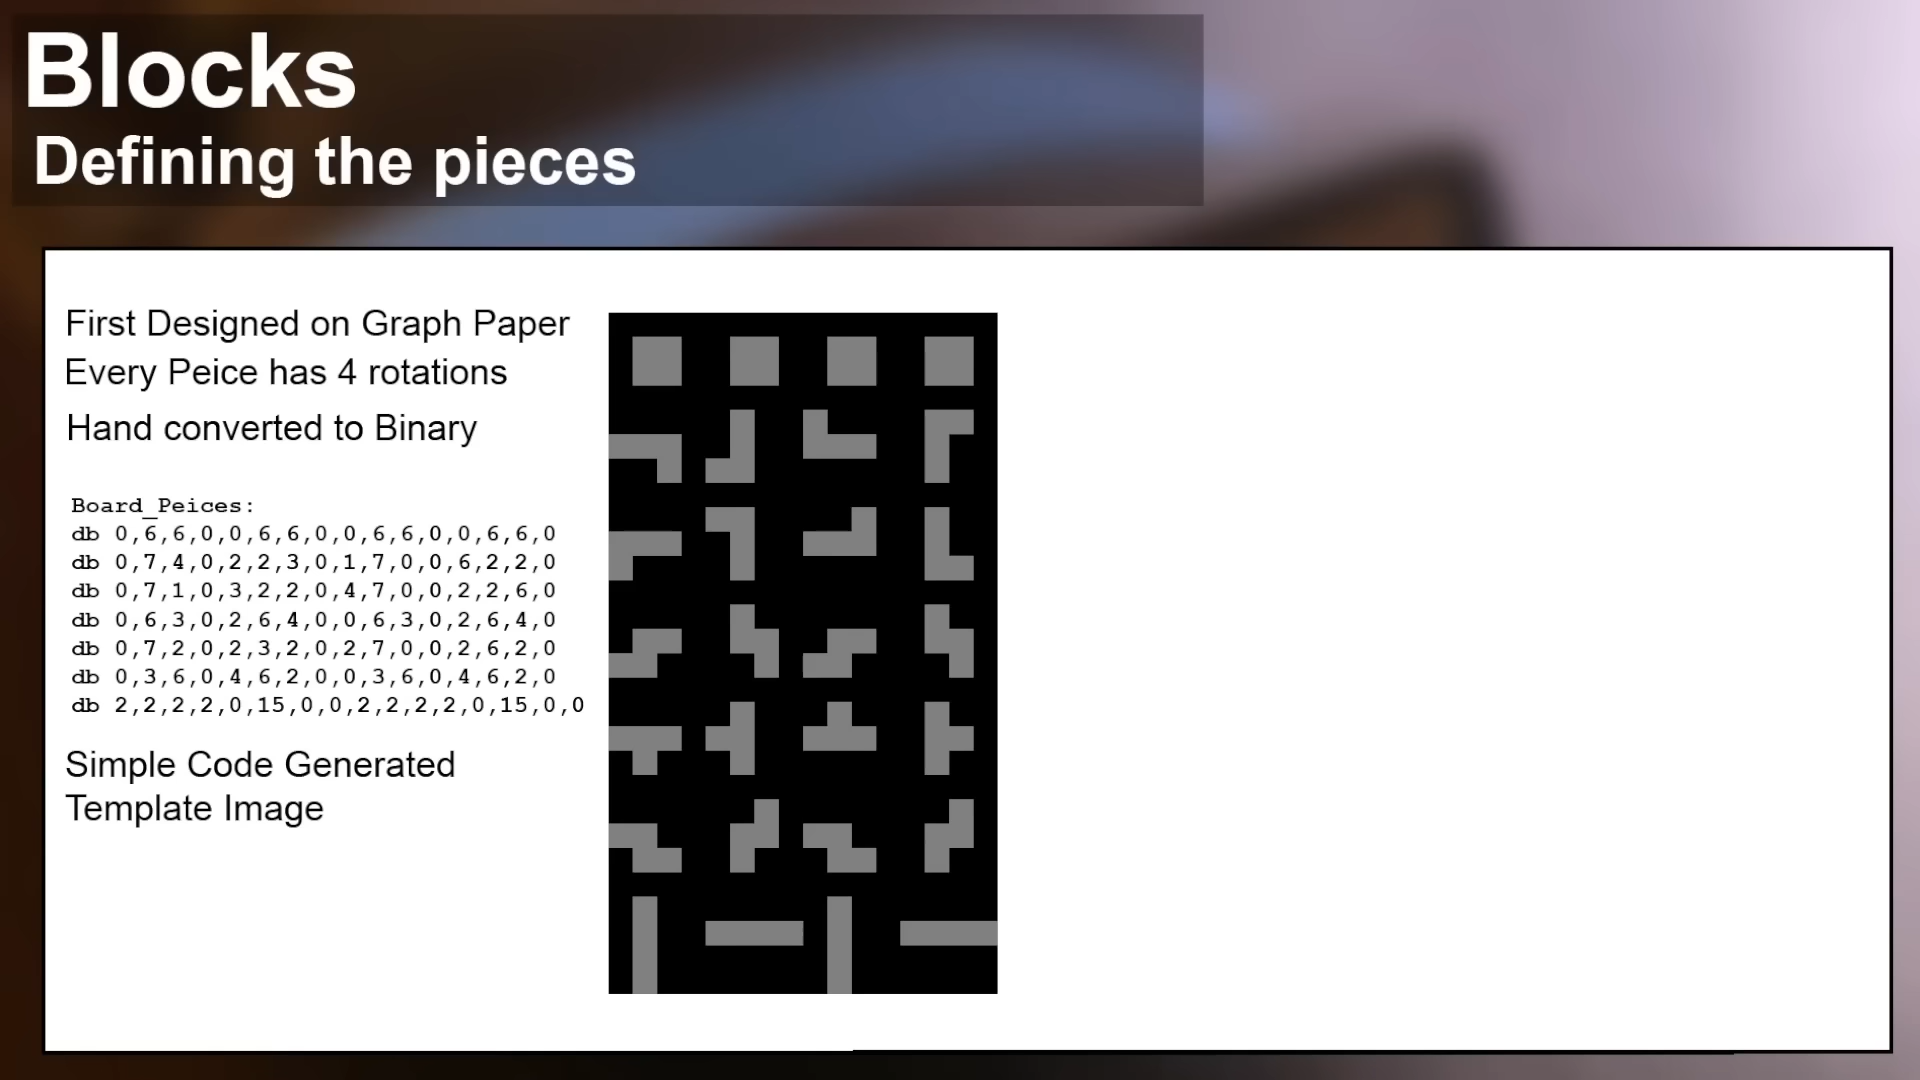 Blocks
Defining the pieces
First Designed on Graph Paper
Every Peice has 4 rotations
Hand converted to Binary
Board_Peices:
db 0,6,6,0,0,6,6,0,0,6,6,0,0,6,6,0
db 0,7,4,0,2,2,3,0,1,7,0,0,6,2,2,0
db 0,7,1,0,3,2,2,0,4,7,0,0,2,2,6,0
db 0,6,3,0,2,6,4,0,0,6,3,0,2,6,4,0
db 0,7,2,0,2,3,2,0,2,7,0,0,2,6,2,0
db 0,3,6,0,4,6,2,0,0,3,6,0,4,6,2,0
db 2,2,2,2,0,15,0,0,2,2,2,2,0,15,0,0
Simple Code Generated
Template Image